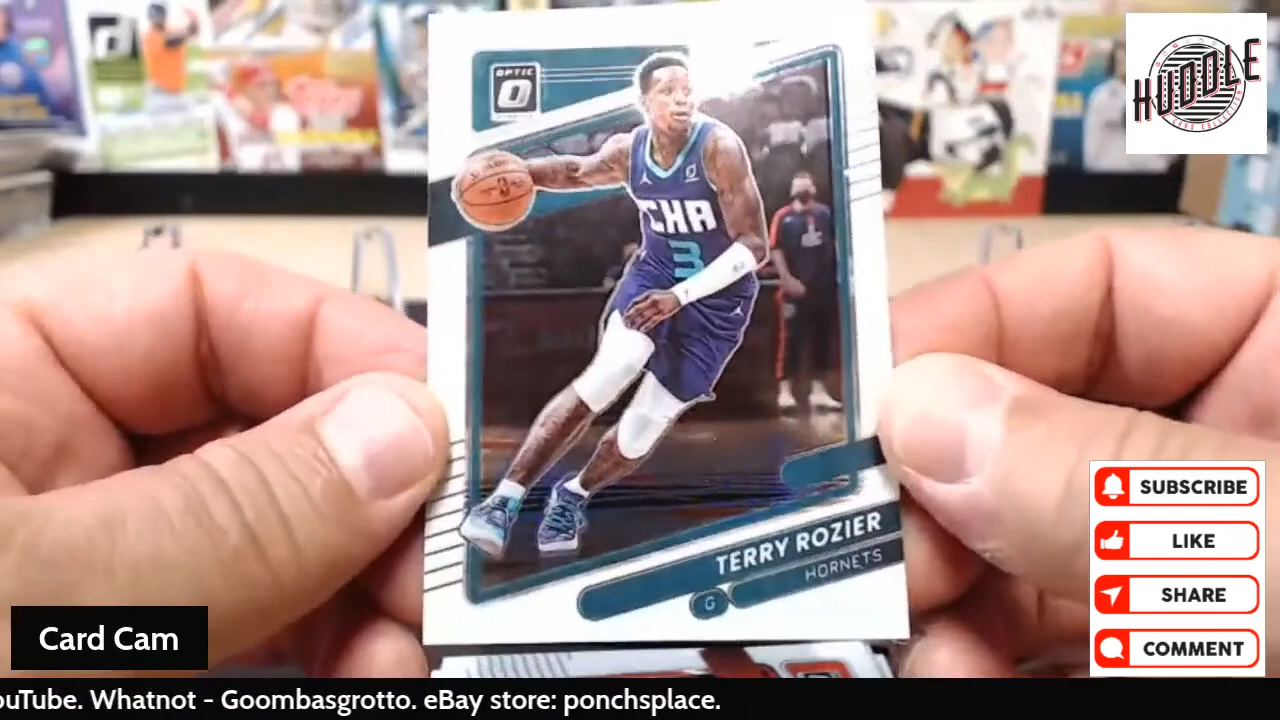 OPTIC
HUDDLE
CHA
3
SUBSCRIBE
LIKE
TERRY ROZIER
HORNETS
G
SHARE
Card Cam
COMMENT
ouTube. Whatnot - Goombasgrotto. eBay store: ponchsplace.